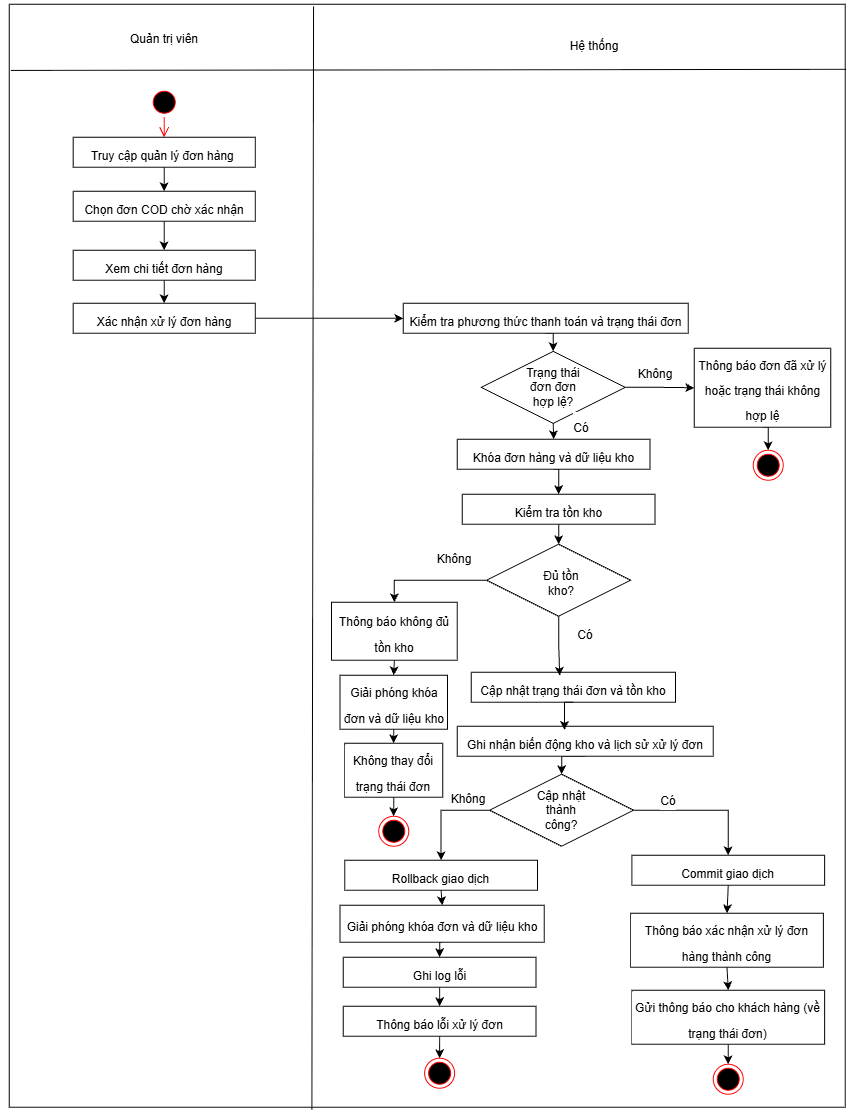 Quản trị viên
Hệ thống
Truy cập quản lý đơn hàng
Chọn đơn COD chờ xác nhận
Xem chi tiết đơn hàng
Xác nhận xử lý đơn hàng
Kiểm tra phương thức thanh toán và trạng thái đơn
Trạng thái
đơn đơn
hợp lệ?
Không
Thông báo đơn đã xử lý
hoặc trạng thái không
hợp lệ
Có
Khóa đơn hàng và dữ liệu kho
Kiểm tra tồn kho
Đủ tồn
kho?
Không
Thông báo không đủ
tồn kho
Có
Giải phóng khóa
đơn và dữ liệu kho
Cập nhật trạng thái đơn và tồn kho
Không thay đổi
trạng thái đơn
Ghi nhận biến động kho và lịch sử xử lý đơn
Cập nhật
thành
công?
Không
Có
Rollback giao dịch
Commit giao dịch
Giải phóng khóa đơn và dữ liệu kho
Thông báo xác nhận xử lý đơn
hàng thành công
Ghi log lỗi
Thông báo lỗi xử lý đơn
Gửi thông báo cho khách hàng (về
trạng thái đơn)